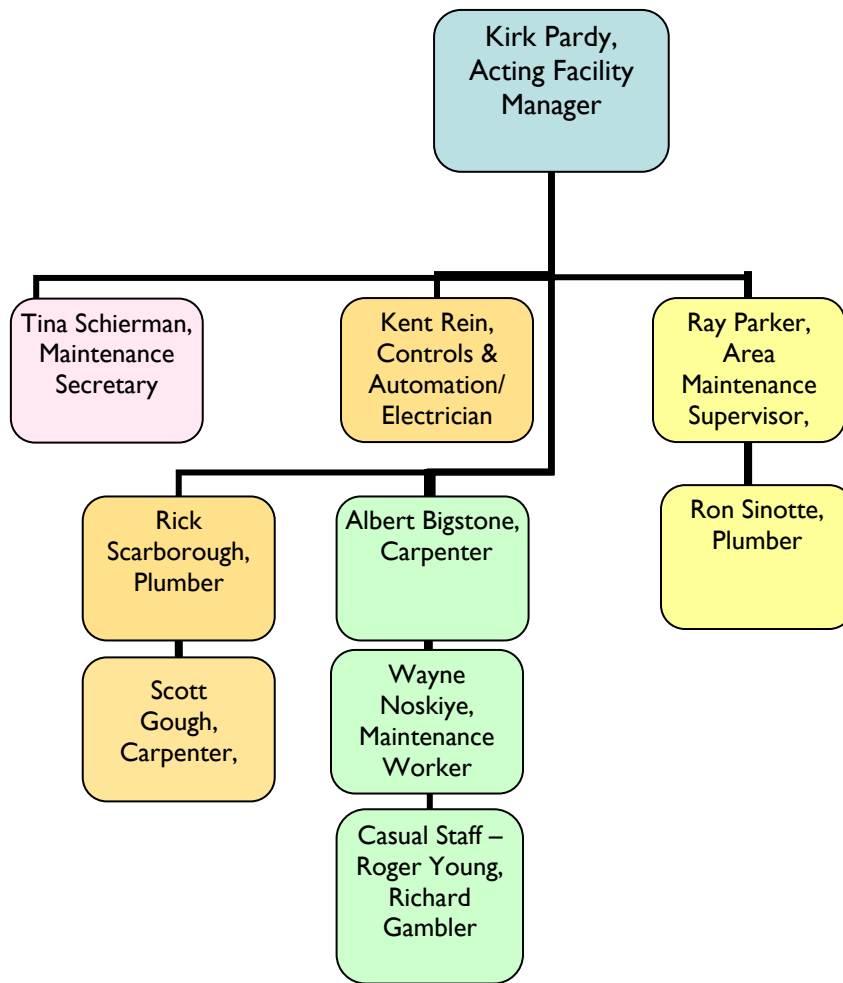 Kirk Pardy,
Acting Facility
Manager
Tina Schierman,
Maintenance
Secretary
Kent Rein,
Controls &
Automation/
Electrician
Ray Parker,
Area
Maintenance
Supervisor,
Rick
Scarborough,
Plumber
Albert Bigstone,
Carpenter
Ron Sinotte,
Plumber
Scott
Gough,
Carpenter,
Wayne
Noskiye,
Maintenance
Worker
Casual Staff –
Roger Young,
Richard
Gambler